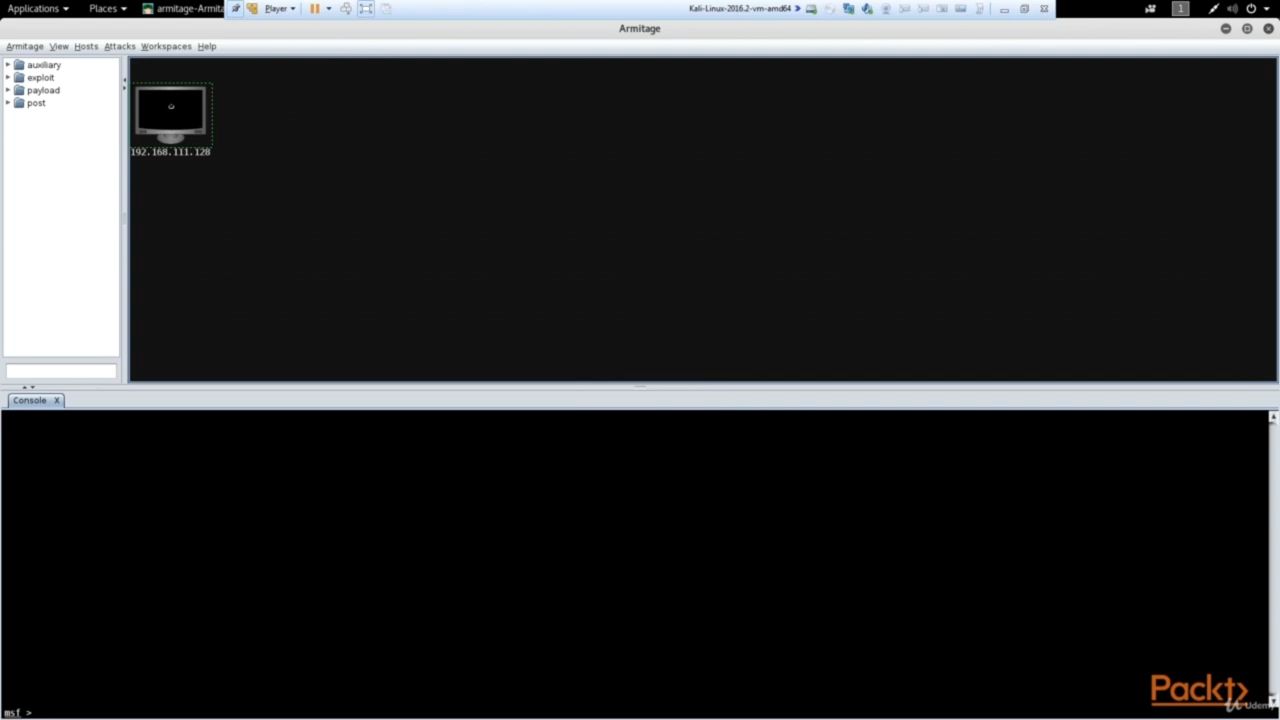 Applications Places armitage-Armita Player Kali-Linux-2016.2-vm-amd64 1
Armitage
Armitage View Hosts Attacks Workspaces Help
auxiliary
exploit
payload
post
192.168.111.128
Console X
msf >
Packt
Udemy